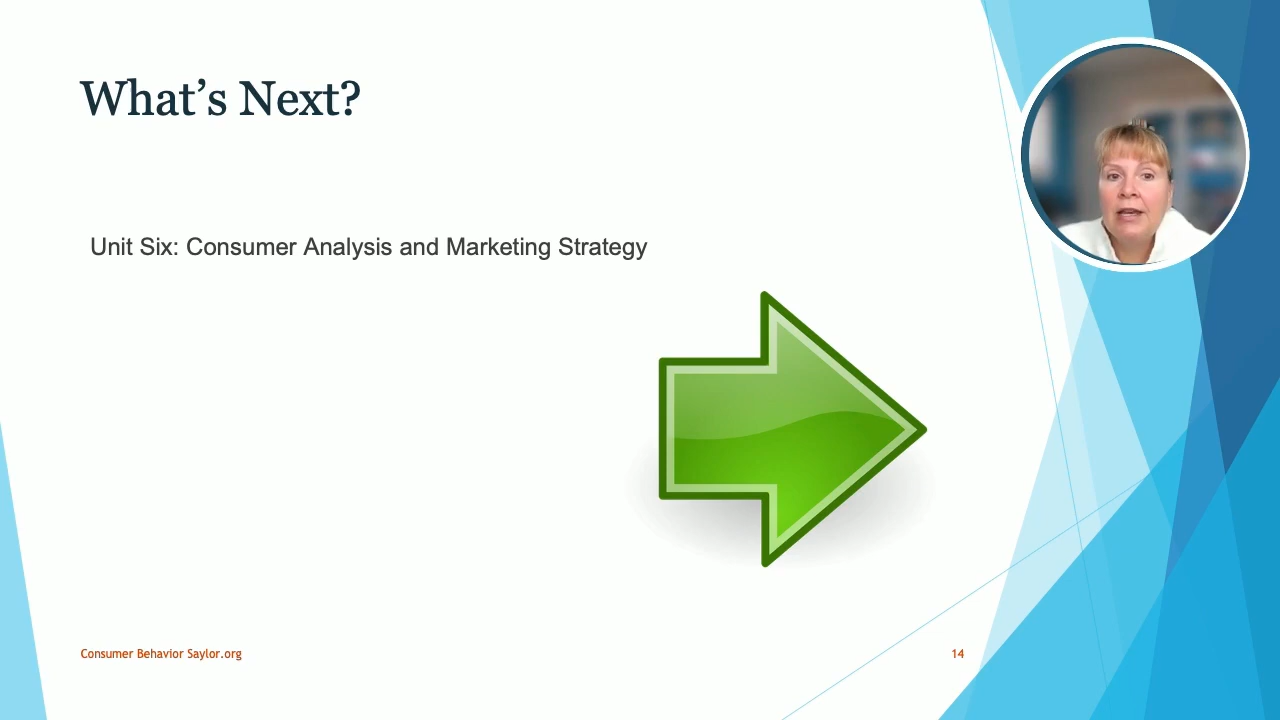 What’s Next?
Unit Six: Consumer Analysis and Marketing Strategy
Consumer Behavior Saylor.org
14